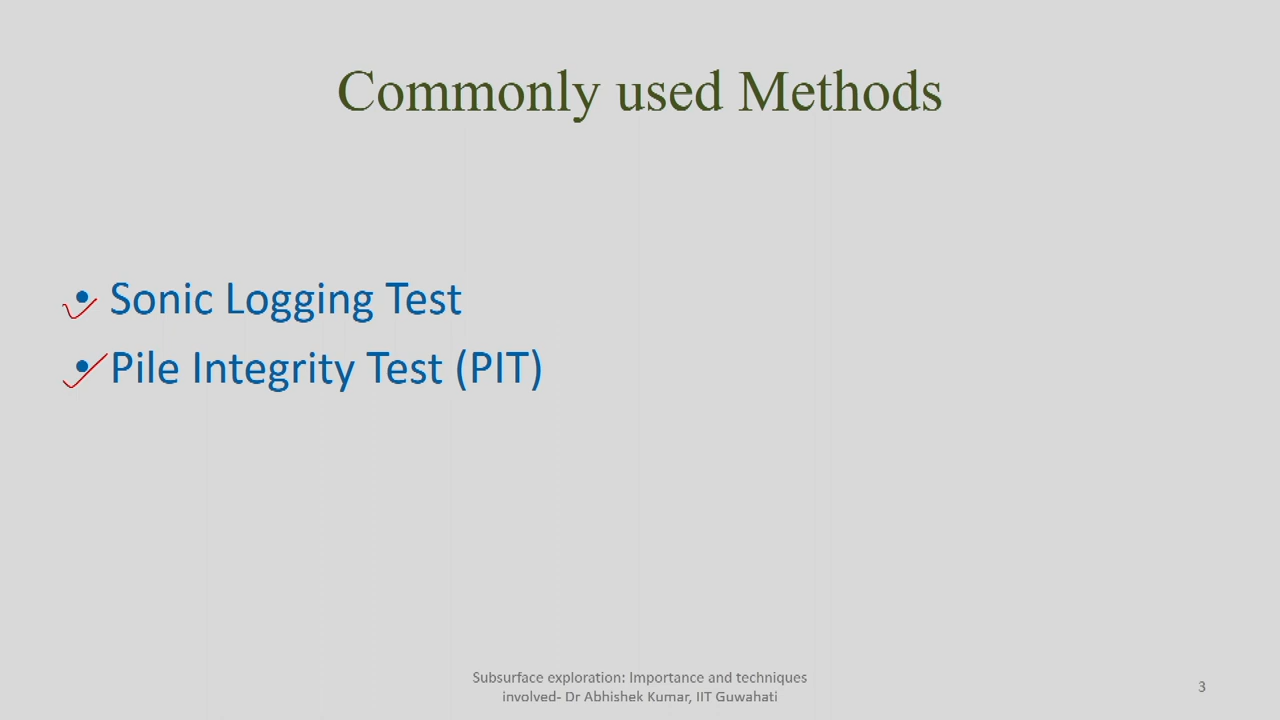 Commonly used Methods
• Sonic Logging Test
• Pile Integrity Test (PIT)
Subsurface exploration: Importance and techniques
involved- Dr Abhishek Kumar, IIT Guwahati
3